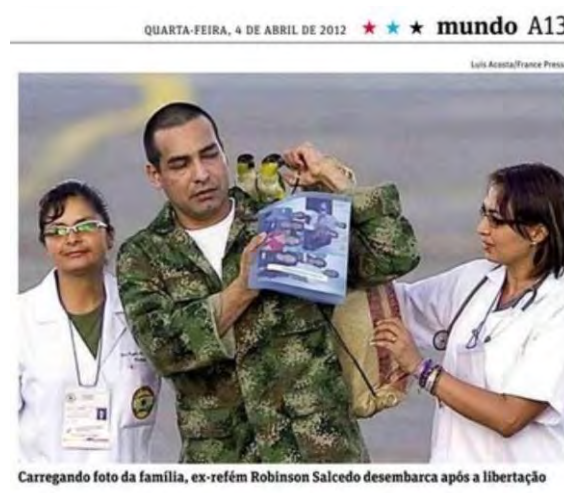 QUARTA-FEIRA, 4 DE ABRIL DE 2012 ★ ★ ★ mundo A13
Luis Acosta/France Press
Carregando foto da família, ex-refém Robinson Salcedo desembarca após a libertação